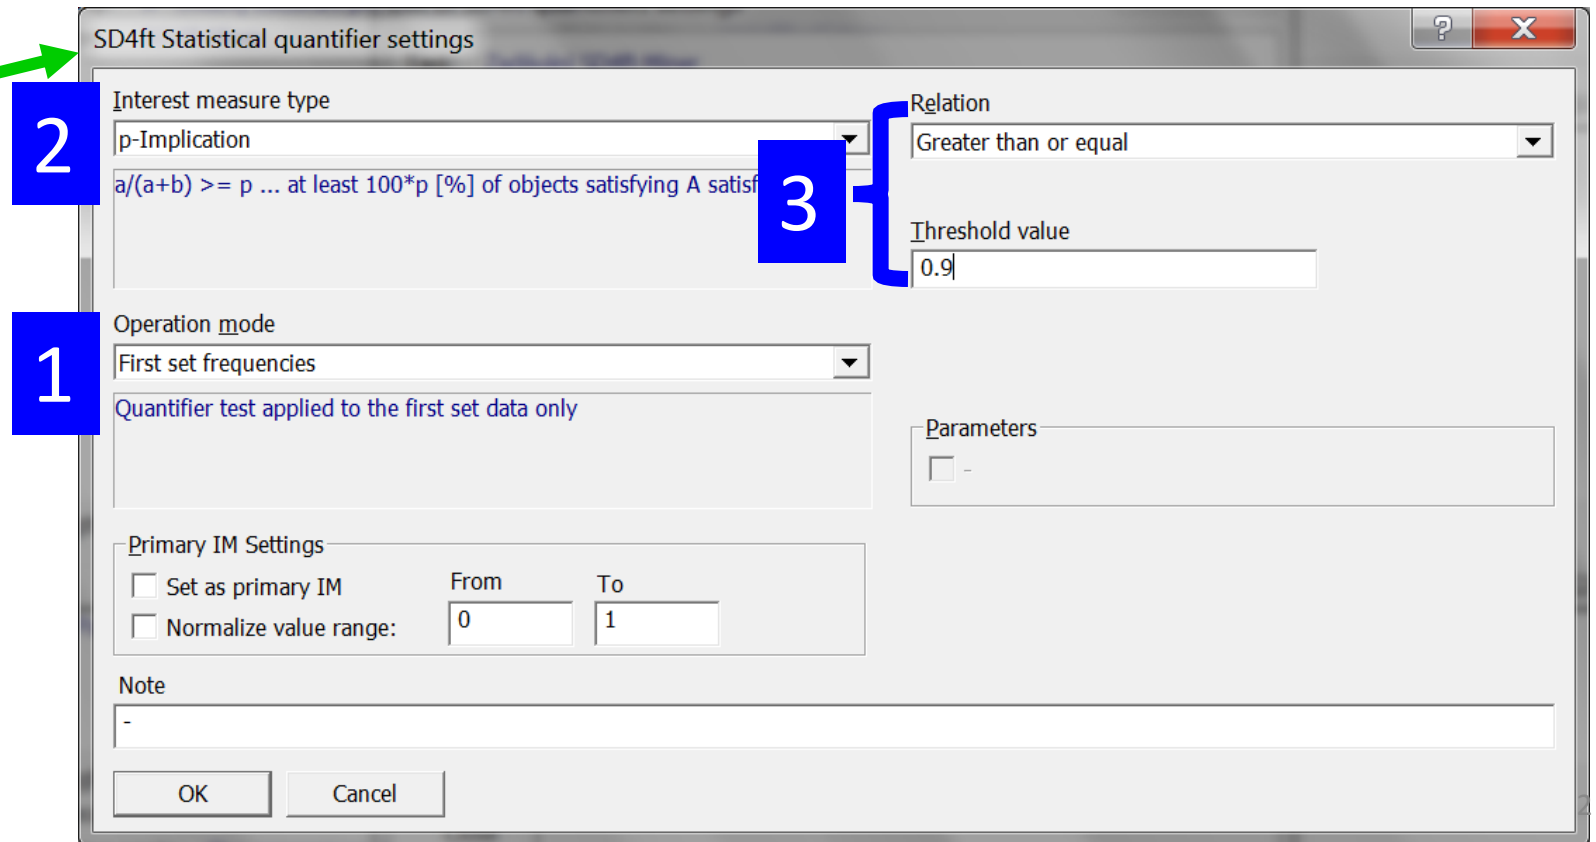 SD4ft Statistical quantifier settings
2
Interest measure type
p-Implication
a/(a+b) >= p ... at least 100*p [%] of objects satisfying A
3
Relation
Greater than or equal
Threshold value
0.9
1
Operation mode
First set frequencies
Quantifier test applied to the first set data only
Parameters
-
Primary IM Settings
Set as primary IM
From
To
Normalize value range:
0
1
Note
-
OK
Cancel